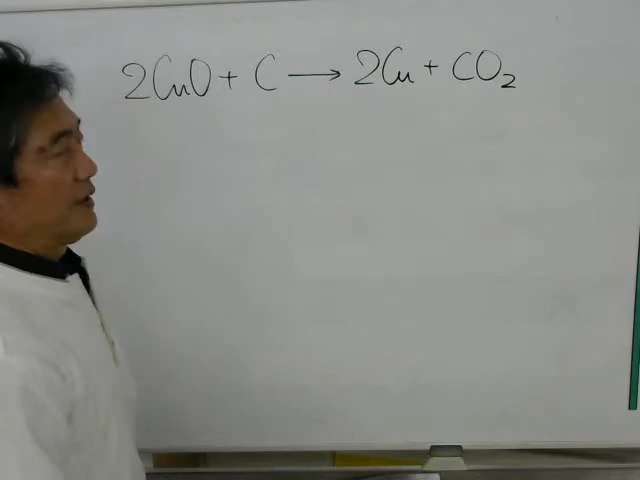 2CuO + C → 2Cu + CO₂